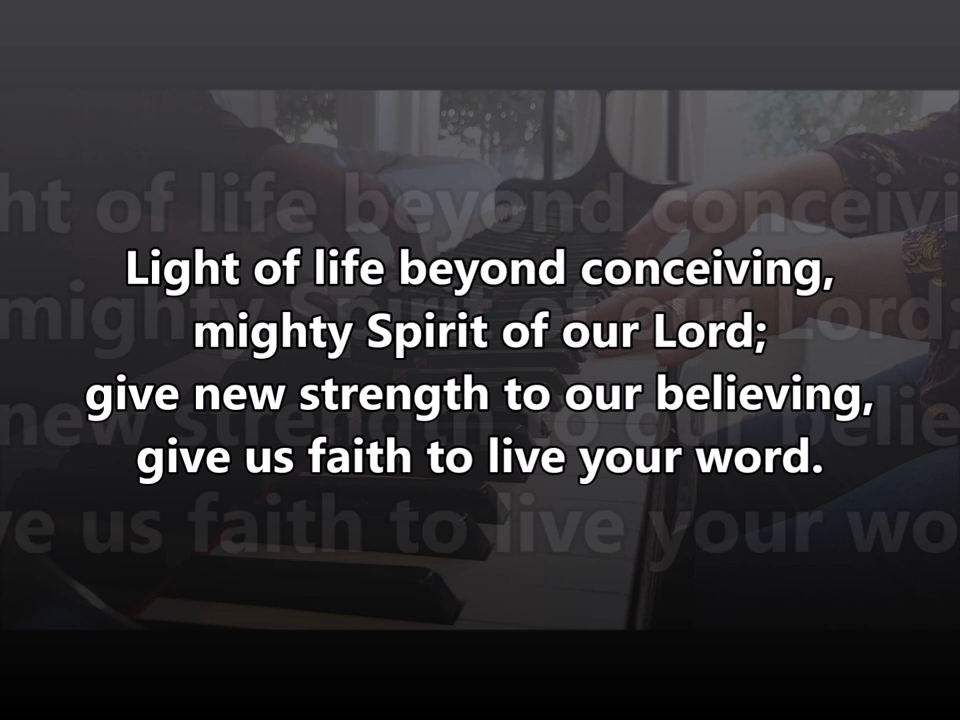 Light of life beyond conceiving,
mighty Spirit of our Lord;
give new strength to our believing,
give us faith to live your word.